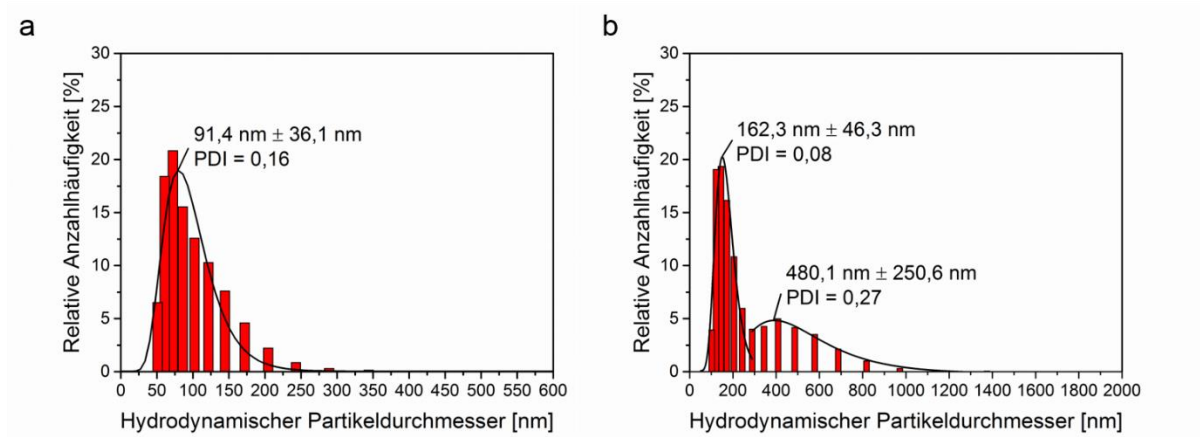 a
30
25
20
15
10
5
0
Relative Anzahlhäufigkeit [%]
91,4 nm ± 36,1 nm
PDI = 0,16
0 50 100 150 200 250 300 350 400 450 500 550 600
Hydrodynamischer Partikeldurchmesser [nm]
b
30
25
20
15
10
5
0
Relative Anzahlhäufigkeit [%]
162,3 nm ± 46,3 nm
PDI = 0,08
480,1 nm ± 250,6 nm
PDI = 0,27
0 200 400 600 800 1000 1200 1400 1600 1800 2000
Hydrodynamischer Partikeldurchmesser [nm]